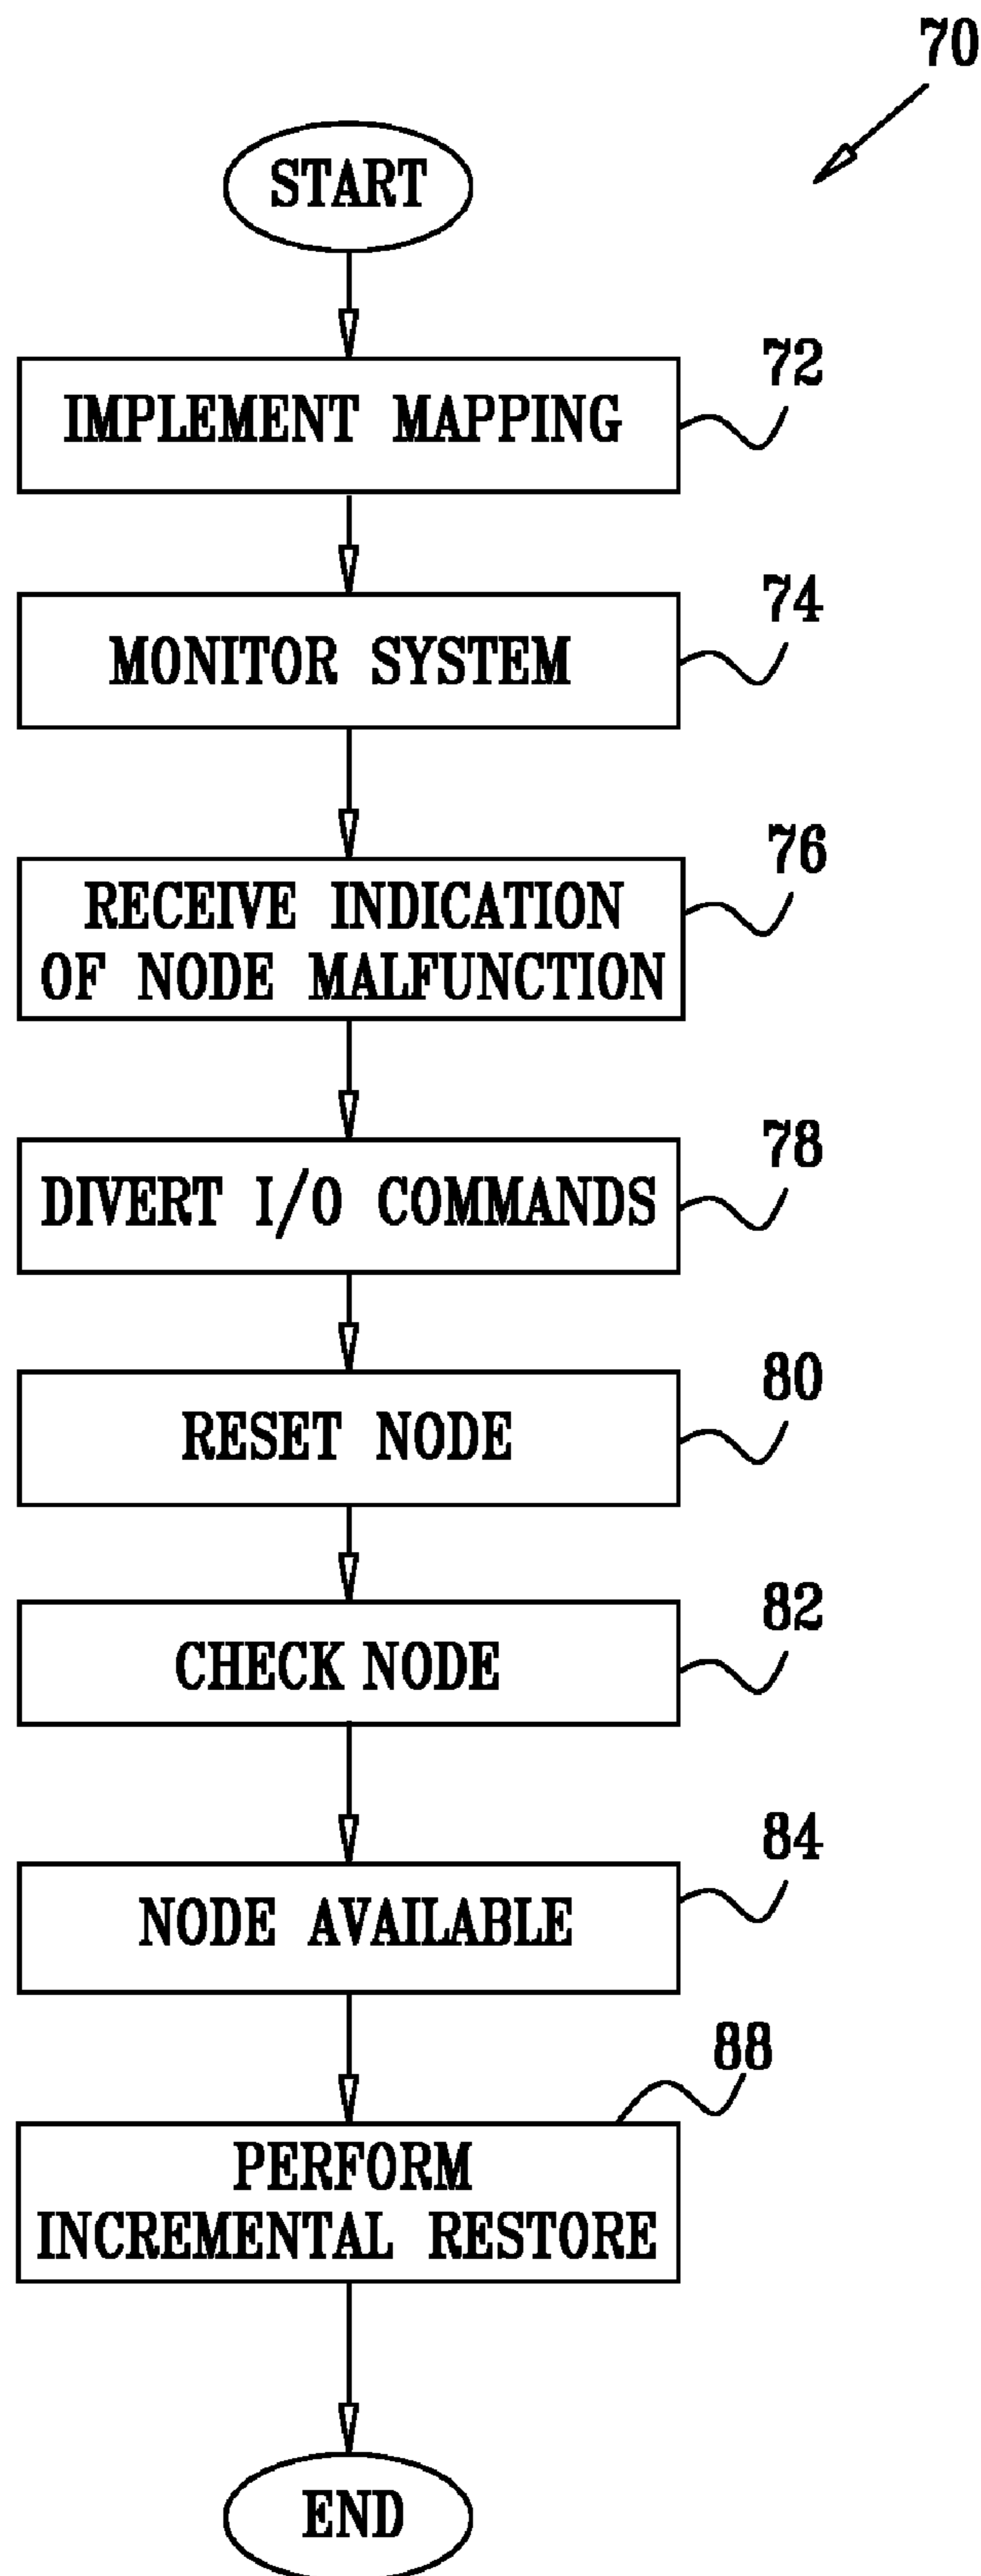 70
START
72
IMPLEMENT MAPPING
74
MONITOR SYSTEM
76
RECEIVE INDICATION
OF NODE MALFUNCTION
78
DIVERT I/O COMMANDS
80
RESET NODE
82
CHECK NODE
84
NODE AVAILABLE
88
PERFORM
INCREMENTAL RESTORE
END